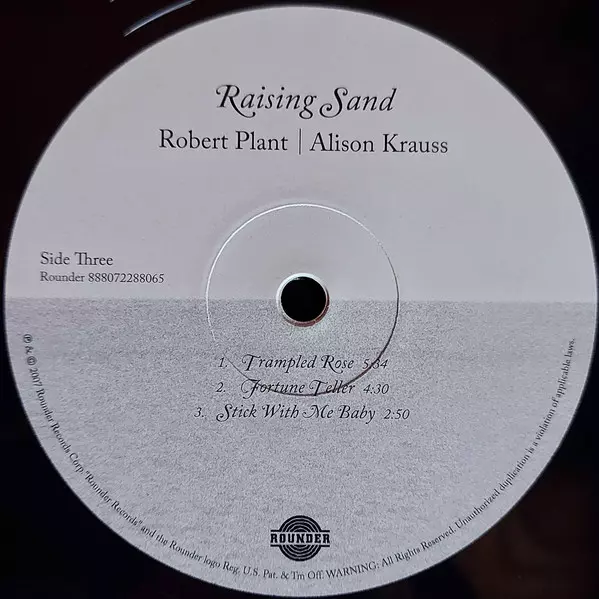 Raising Sand
Robert Plant | Alison Krauss
Side Three
Rounder 888072288065
1. Trampled Rose 5:34
2. Fortune Teller 4:30
3. Stick With Me Baby 2:50
ROUNDER
℗ & © 2007 Rounder Records Corp. "Rounder Records" and the Rounder logo Reg. U.S. Pat. & Tm Off. WARNING: All Rights Reserved. Unauthorized duplication is a violation of applicable laws.